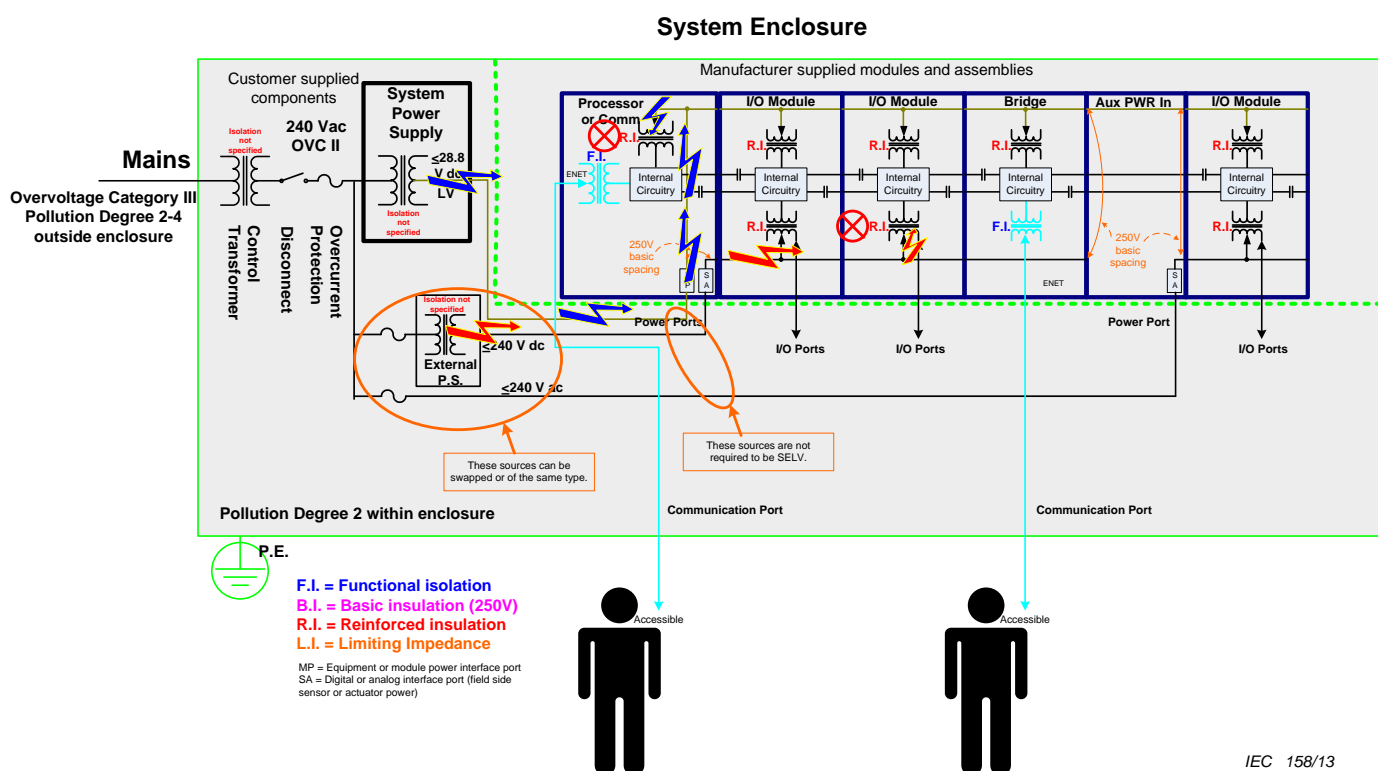 System Enclosure
Customer supplied
components
Manufacturer supplied modules and assemblies
System
Power
Supply
Processor
or Comm
I/O Module
I/O Module
Bridge
Aux PWR In
I/O Module
Isolation
not
specified
240 Vac
OVC II
Mains
Overvoltage Category III
Pollution Degree 2-4
outside enclosure
≤28.8
V dc
LV
Isolation
not
specified
R.I.
R.I.
R.I.
R.I.
R.I.
F.I.
ENET
Internal
Circuitry
Internal
Circuitry
Internal
Circuitry
Internal
Circuitry
Internal
Circuitry
R.I.
R.I.
F.I.
R.I.
250V
basic
spacing
250V
basic
spacing
P
S
A
ENET
S
A
Control
Transformer
Disconnect
Overcurrent
Protection
Isolation not
specified
External
P.S.
≤240 V dc
≤240 V ac
Power Ports
Power Port
I/O Ports
I/O Ports
I/O Ports
These sources can be
swapped or of the same type.
These sources are not
required to be SELV.
Pollution Degree 2 within enclosure
Communication Port
Communication Port
P.E.
F.I. = Functional isolation
B.I. = Basic insulation (250V)
R.I. = Reinforced insulation
L.I. = Limiting Impedance
MP = Equipment or module power interface port
SA = Digital or analog interface port (field side
sensor or actuator power)
Accessible
Accessible
IEC 158/13